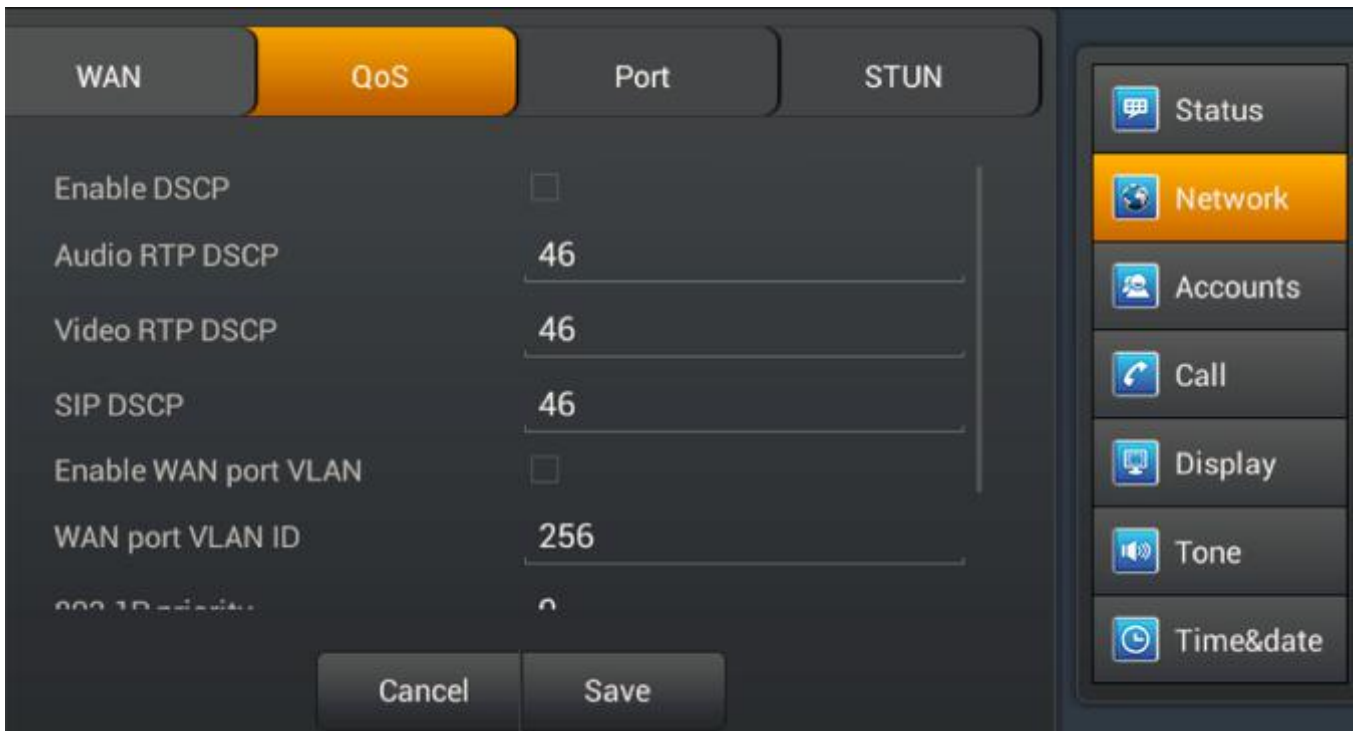 WAN QoS Port STUN
Enable DSCP
Audio RTP DSCP 46
Video RTP DSCP 46
SIP DSCP 46
Enable WAN port VLAN
WAN port VLAN ID 256
Cancel Save
Status
Network
Accounts
Call
Display
Tone
Time&date